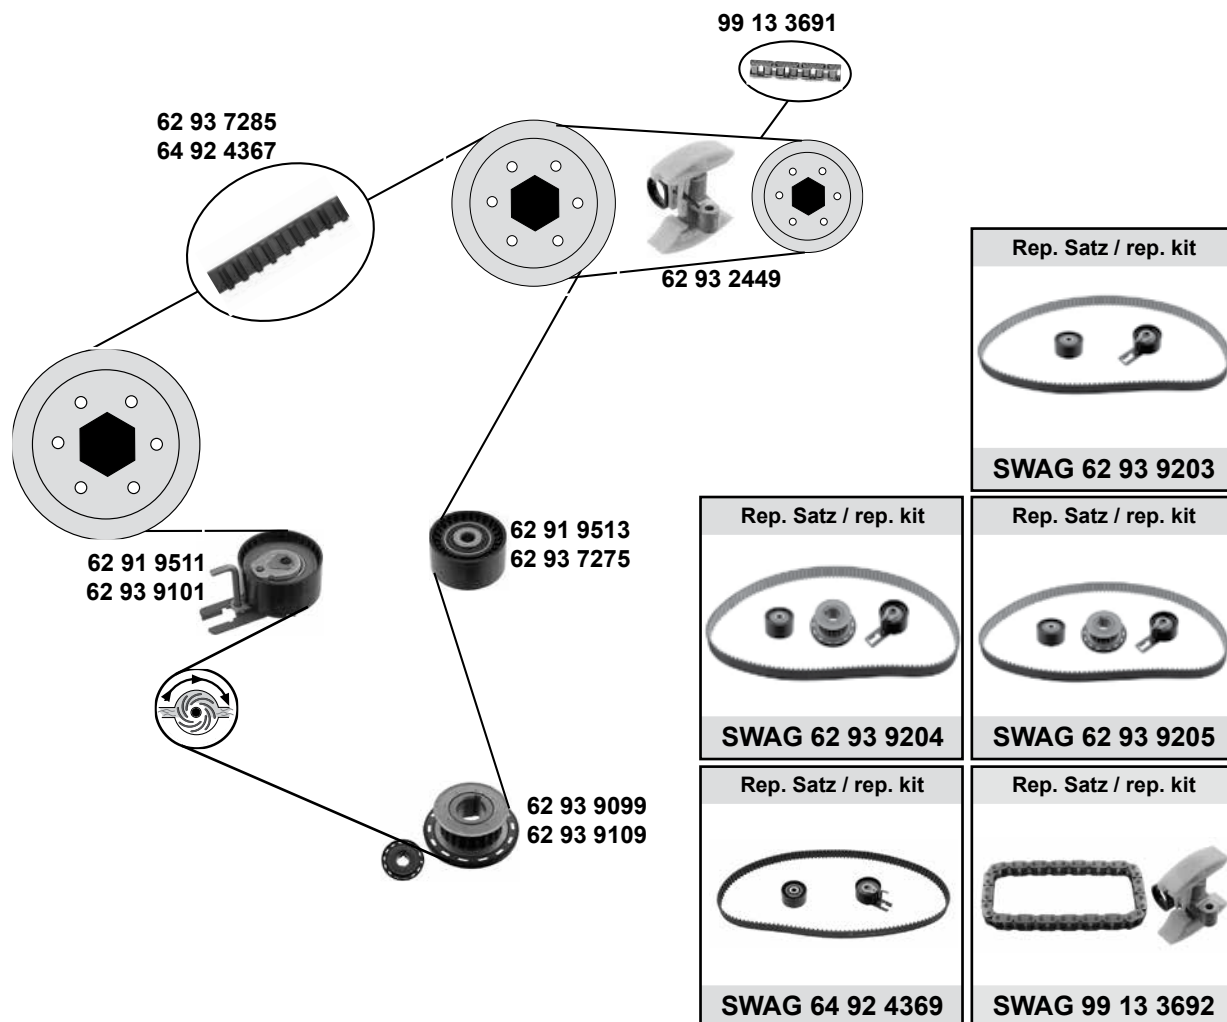 99 13 3691
62 93 7285
64 92 4367
62 93 2449
Rep. Satz / rep. kit
SWAG 62 93 9203
62 91 9511
62 93 9101
62 91 9513
62 93 7275
Rep. Satz / rep. kit
SWAG 62 93 9204
Rep. Satz / rep. kit
SWAG 62 93 9205
62 93 9099
62 93 9109
Rep. Satz / rep. kit
SWAG 64 92 4369
Rep. Satz / rep. kit
SWAG 99 13 3692